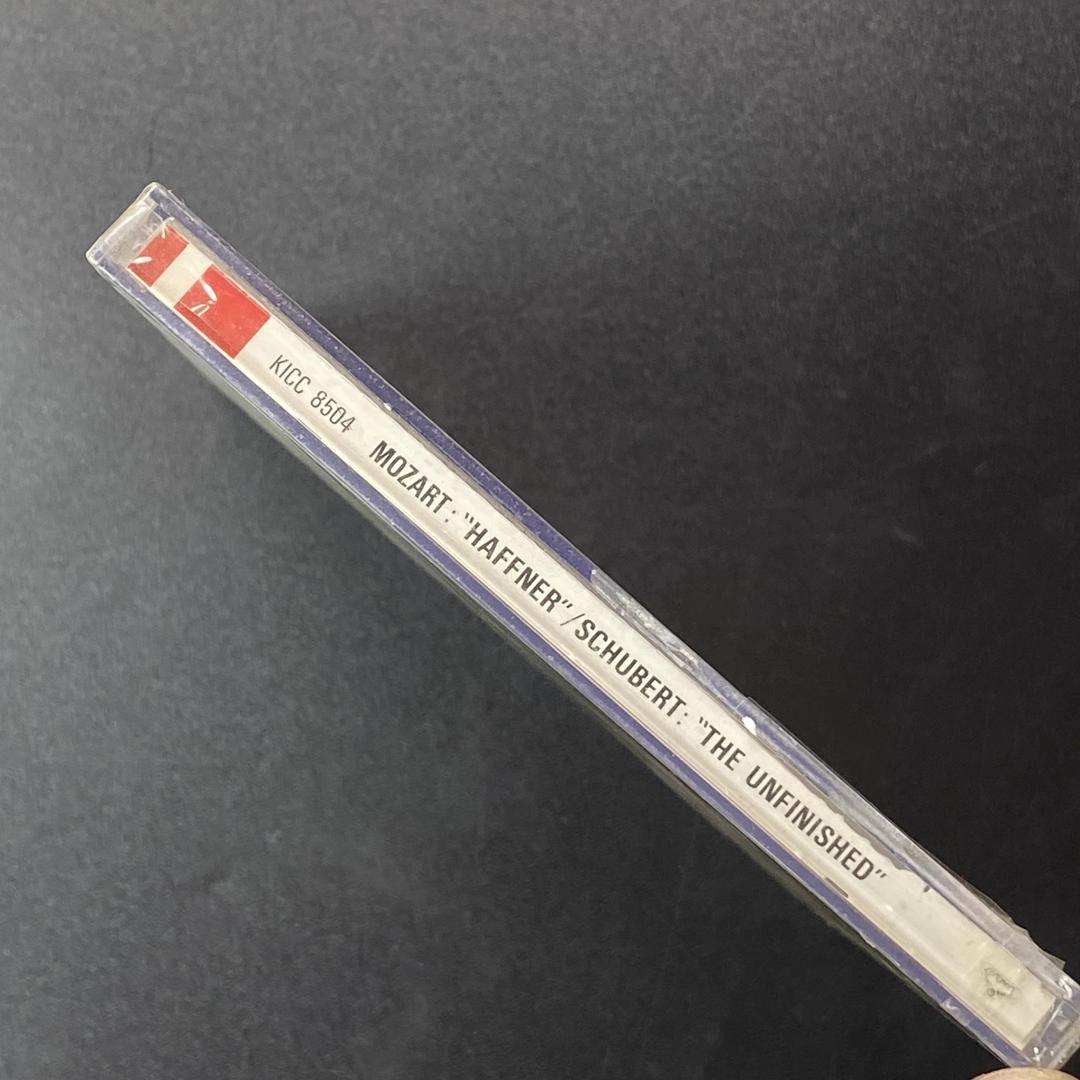 KICC 8504 MOZART: "HAFFNER"/SCHUBERT: "THE UNFINISHED"